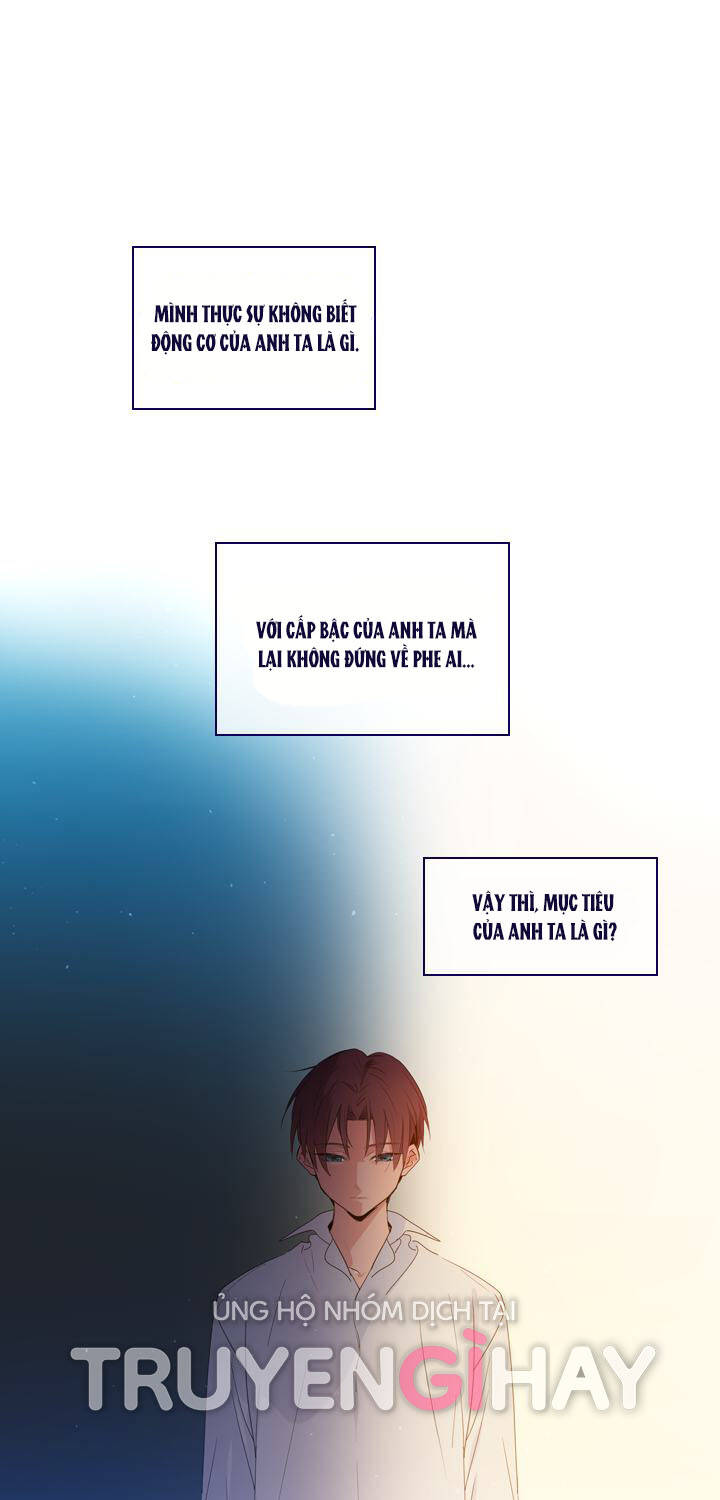 MÌNH THỰC SỰ KHÔNG BIẾT
ĐỘNG CƠ CỦA ANH TA LÀ GÌ.
VỚI CẤP BẬC CỦA ANH TA MÀ
LẠI KHÔNG ĐỨNG VỀ PHE AI...
VẬY THÌ, MỤC TIÊU
CỦA ANH TA LÀ GÌ?
ỦNG HỘ NHÓM DỊCH TẠI
TRUYENGÌHAY